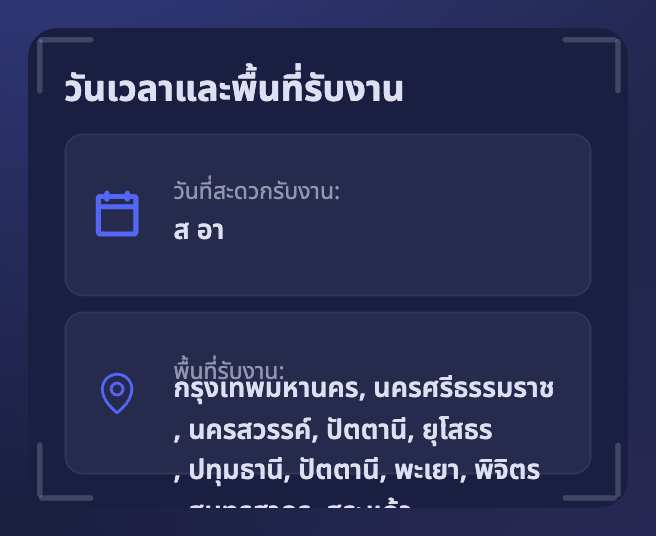 วันเวลาและพื้นที่รับงาน
วันที่สะดวกรับงาน:
ส อา
พื้นที่รับงาน:
กรุงเทพมหานคร, นครศรีธรรมราช
, นครสวรรค์, ปัตตานี, ยุโสธร
, ปทุมธานี, ปัตตานี, พะเยา, พิจิตร